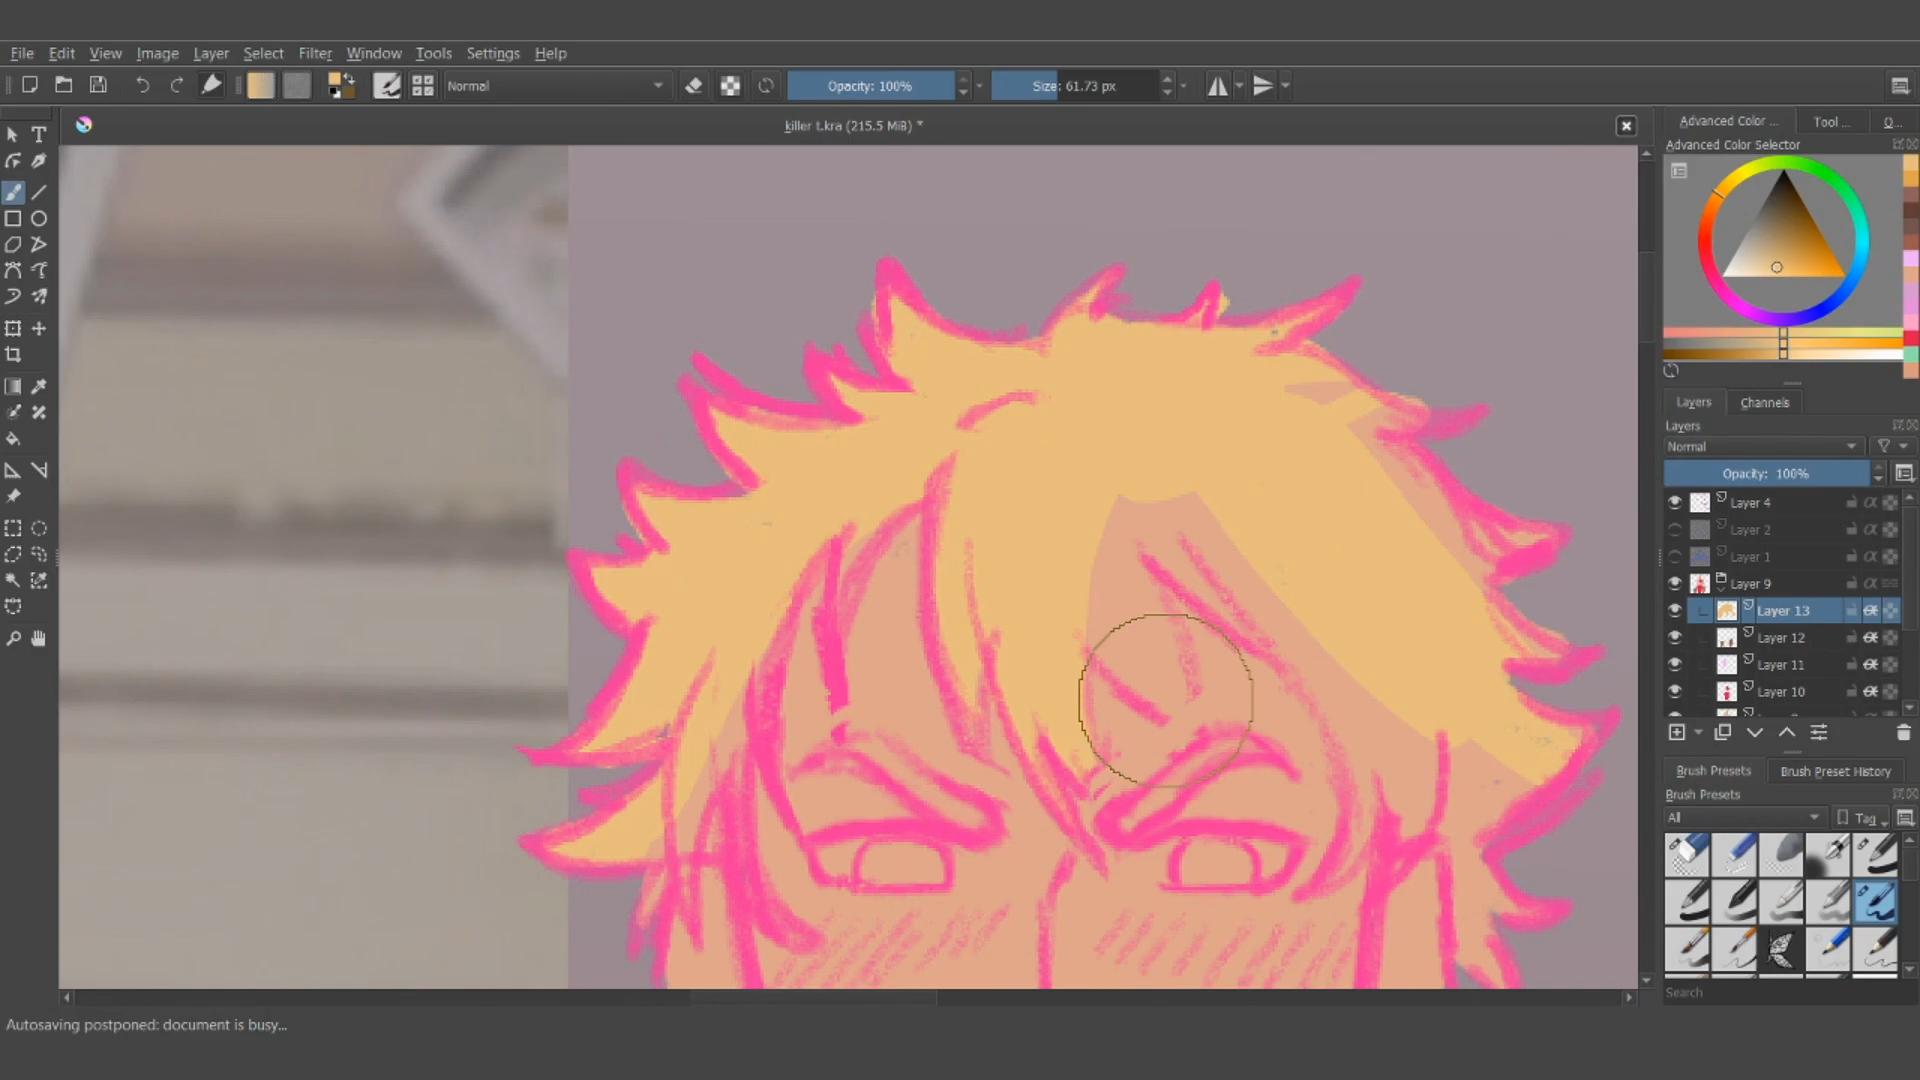 File Edit View Image Layer Select Filter Window Tools Settings Help
Normal Opacity: 100% Size: 61.73 px
killer t.kra (215.5 MiB) *
Advanced Color ... Tool ... Q...
Advanced Color Selector
Layers Channels
Layers
Normal
Opacity: 100%
Layer 4
Layer 2
Layer 1
Layer 9
Layer 13
Layer 12
Layer 11
Layer 10
Brush Presets Brush Preset History
Brush Presets
All Tag
Search
Autosaving postponed: document is busy...